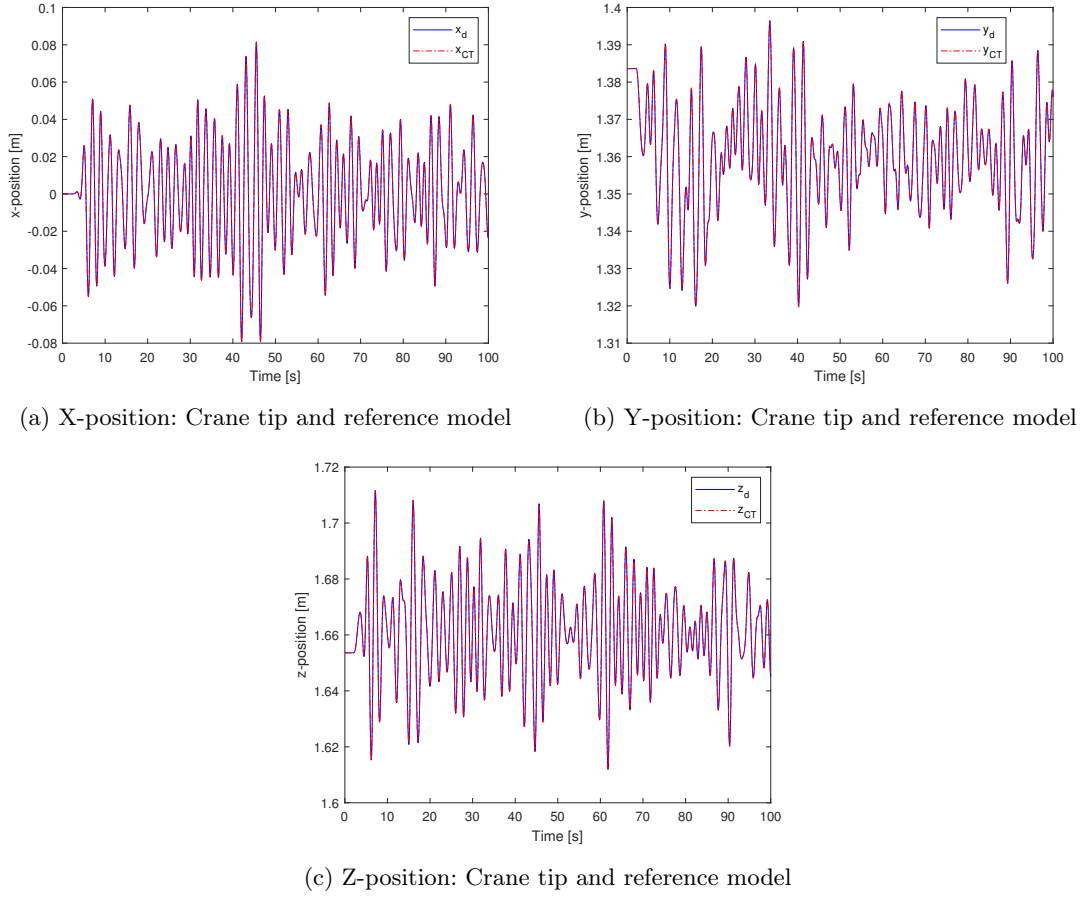 0.1
0.08
0.06
0.04
0.02
0
-0.02
-0.04
-0.06
-0.08
x-position [m]
0 10 20 30 40 50 60 70 80 90 100
Time [s]
x_d
x_CT
(a) X-position: Crane tip and reference model
1.4
1.39
1.38
1.37
1.36
1.35
1.34
1.33
1.32
1.31
y-position [m]
0 10 20 30 40 50 60 70 80 90 100
Time [s]
y_d
y_CT
(b) Y-position: Crane tip and reference model
1.72
1.7
1.68
1.66
1.64
1.62
1.6
z-position [m]
0 10 20 30 40 50 60 70 80 90 100
Time [s]
z_d
z_CT
(c) Z-position: Crane tip and reference model